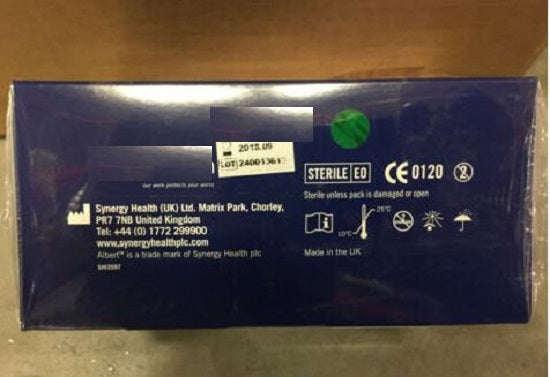 2018.09
LOT 24001361
our work protects your world
STERILE EO CE 0120 2
Sterile unless pack is damaged or open
Synergy Health (UK) Ltd. Matrix Park, Chorley,
PR7 7NB United Kingdom
Tel: +44 (0) 1772 299900
www.synergyhealthplc.com
Albert™ is a trade mark of Synergy Health plc
10°C 25°C
Made in the UK